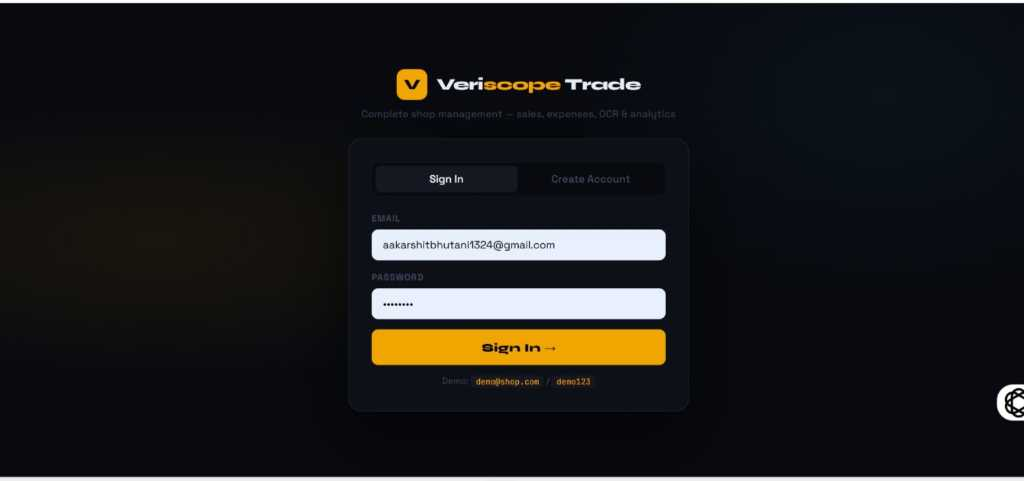 V Veriscope Trade
Complete shop management — sales, expenses, OCR & analytics
Sign In Create Account
EMAIL
aakarshitbhutani1324@gmail.com
PASSWORD
••••••••
Sign In →
Demo: demo@shop.com / demo123